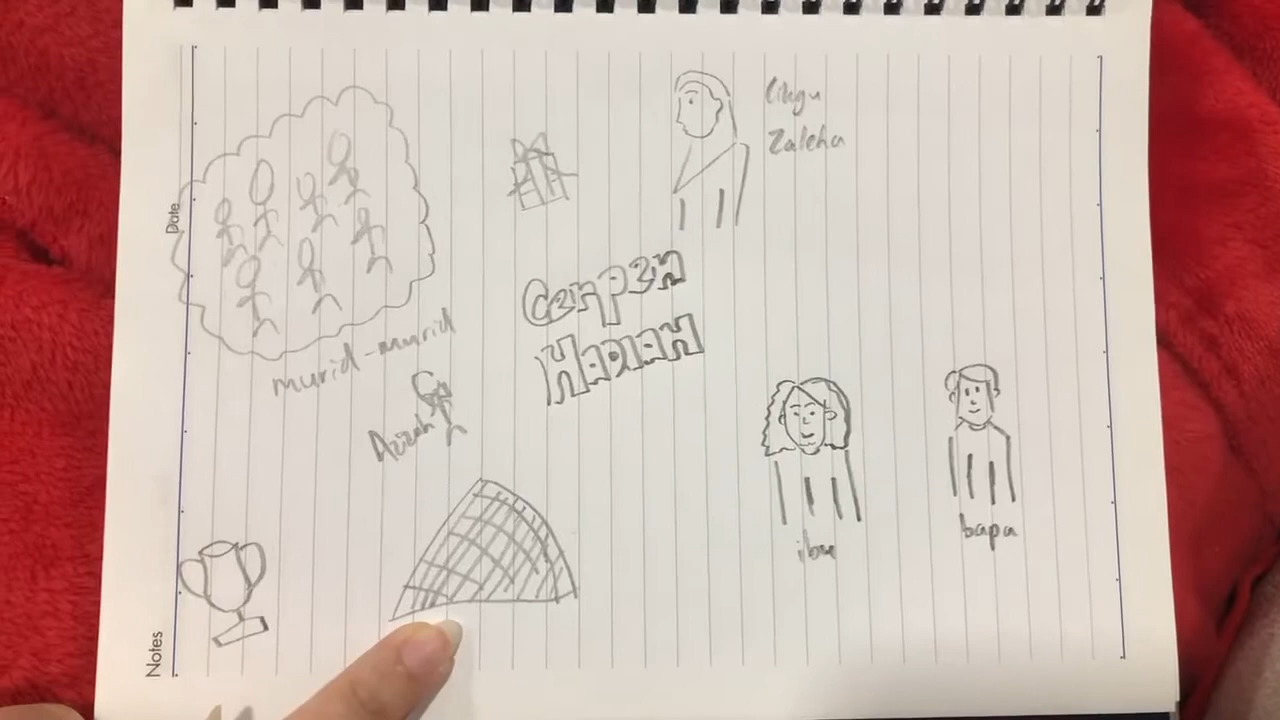 Date
Cikgu
Zaleha
Cerpen
HADIAH
murid-murid
Azizah
ibu
bapa
Notes